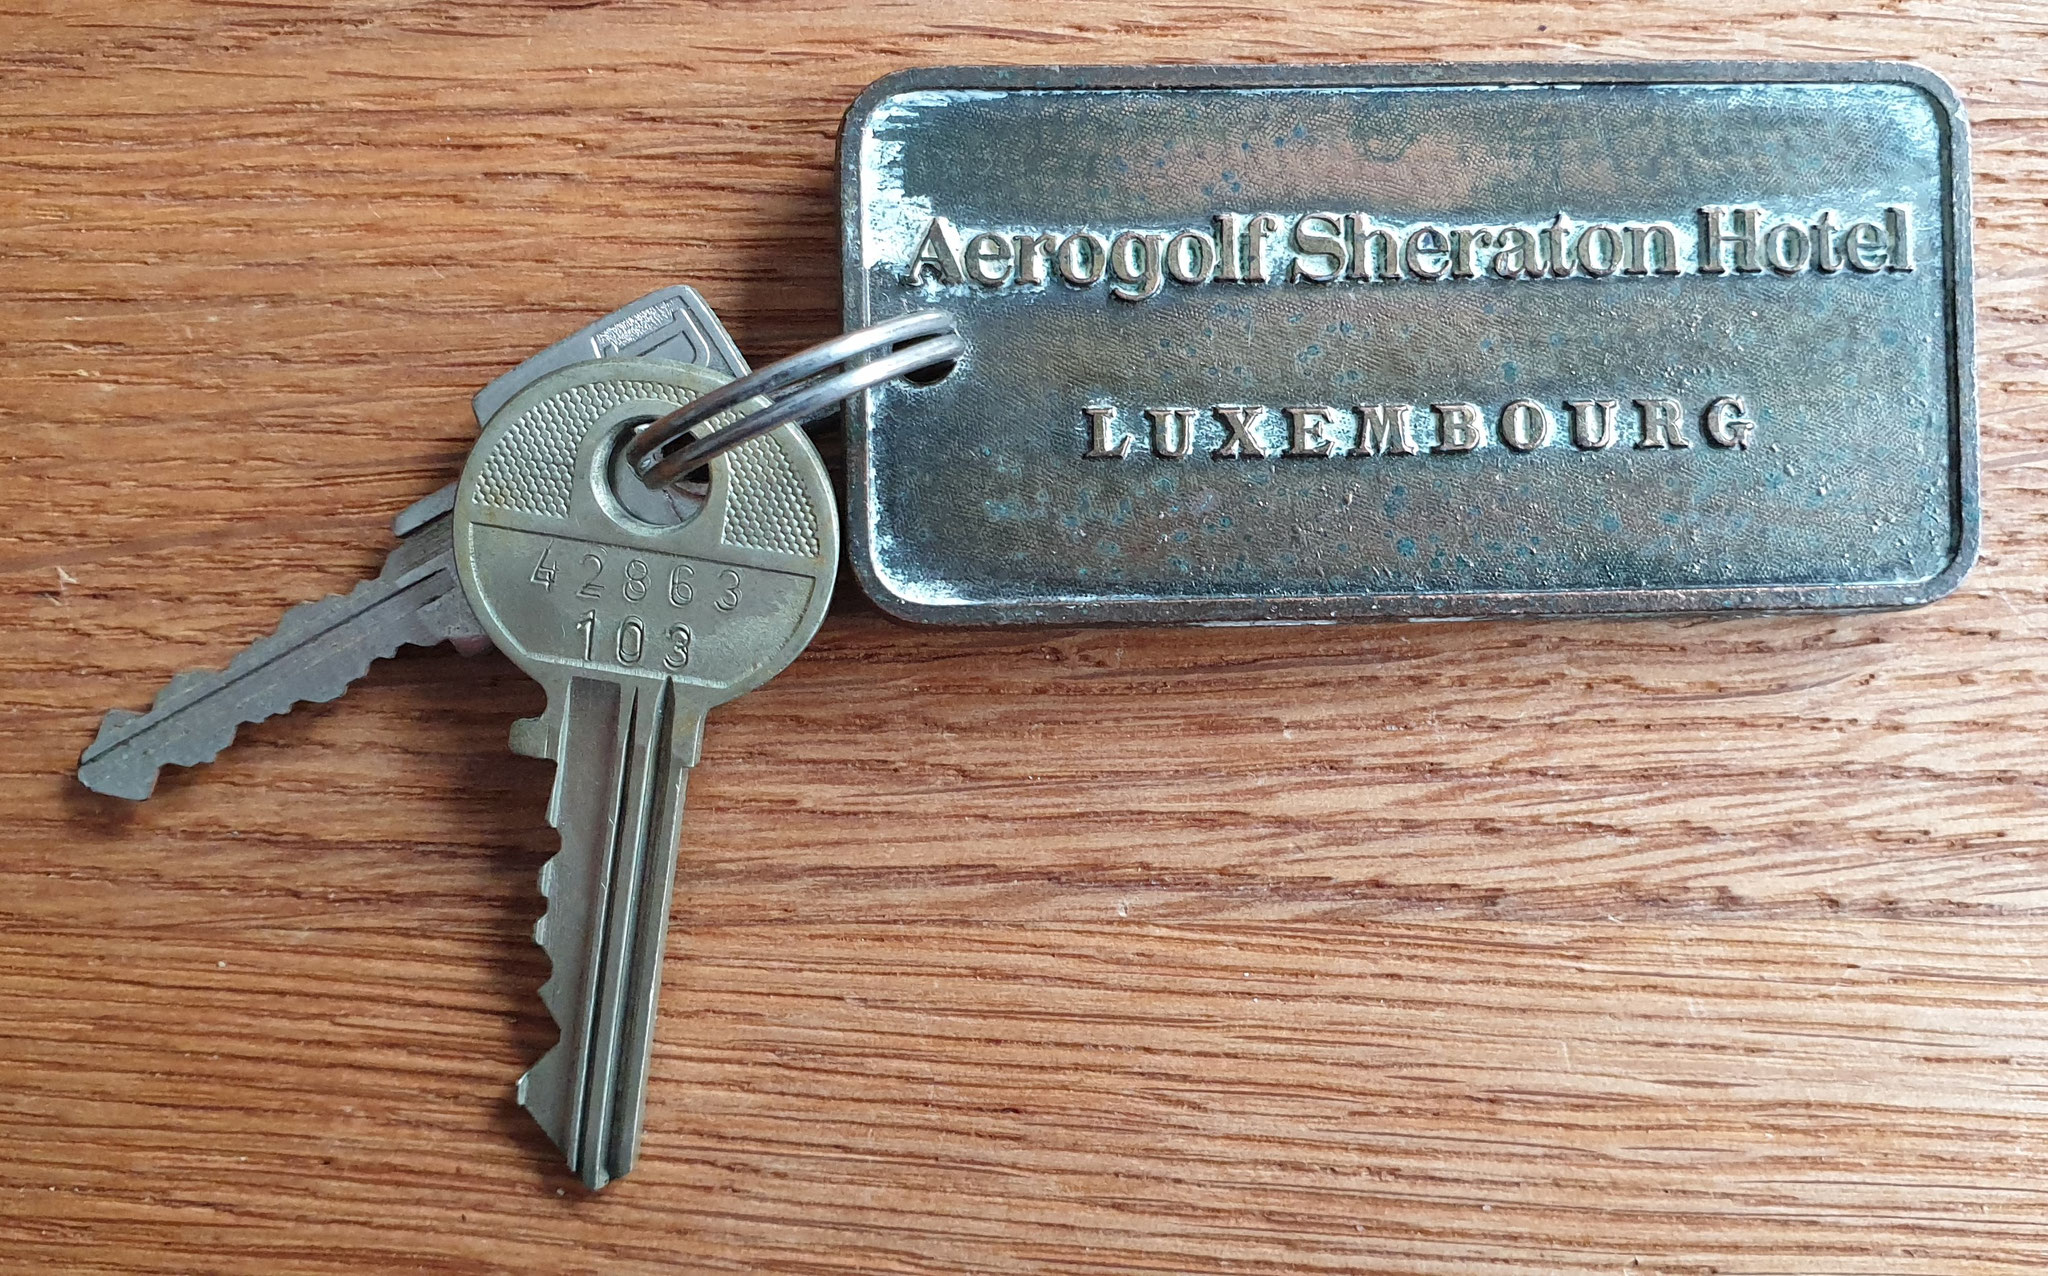 Aerogolf Sheraton Hotel
LUXEMBOURG
42863
103